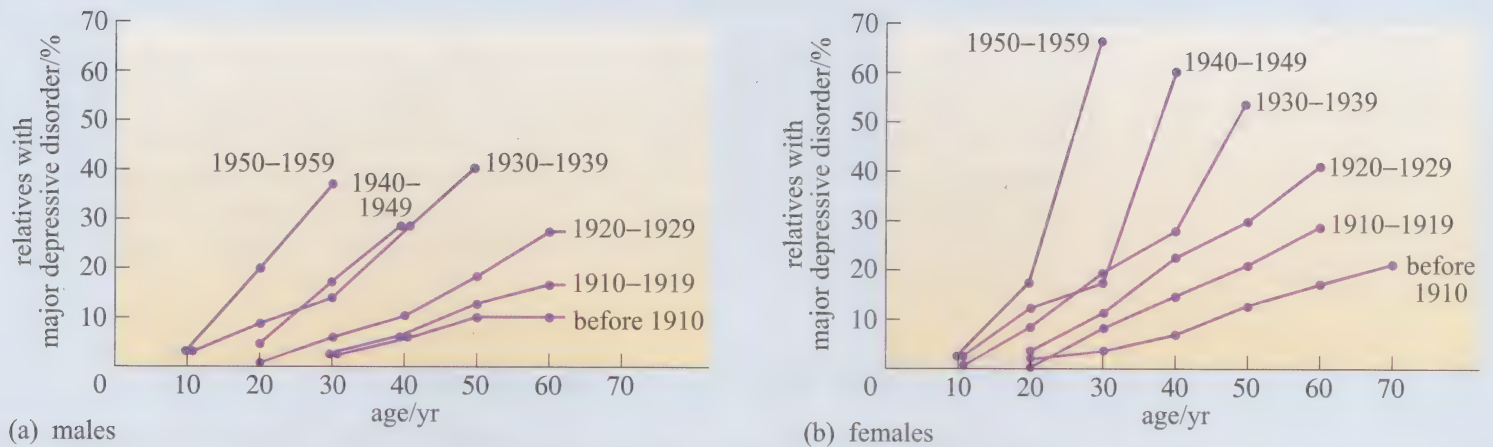 relatives with
major depressive disorder/%
70
60
50
40
30
20
10
0
1950–1959
1940–
1949
1930–1939
1920–1929
1910–1919
before 1910
10 20 30 40 50 60 70
age/yr
(a) males
relatives with
major depressive disorder/%
70
60
50
40
30
20
10
0
1950–1959
1940–1949
1930–1939
1920–1929
1910–1919
before
1910
10 20 30 40 50 60 70
age/yr
(b) females